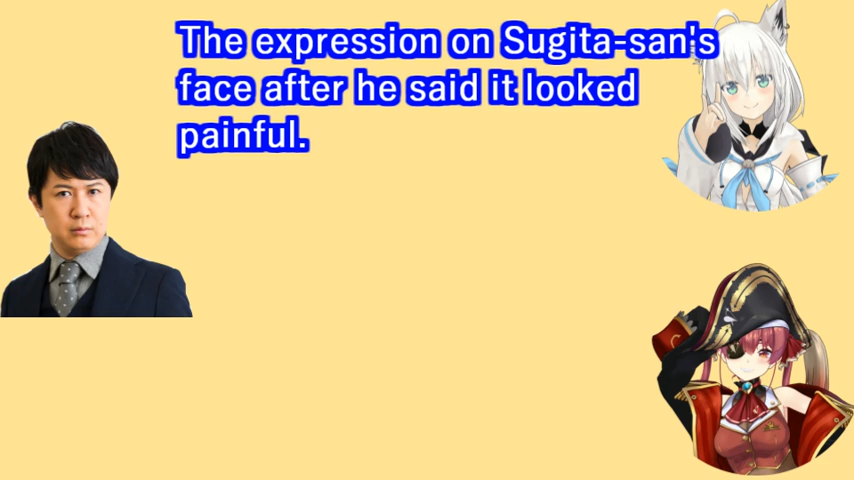 The expression on Sugita-san's
face after he said it looked
painful.